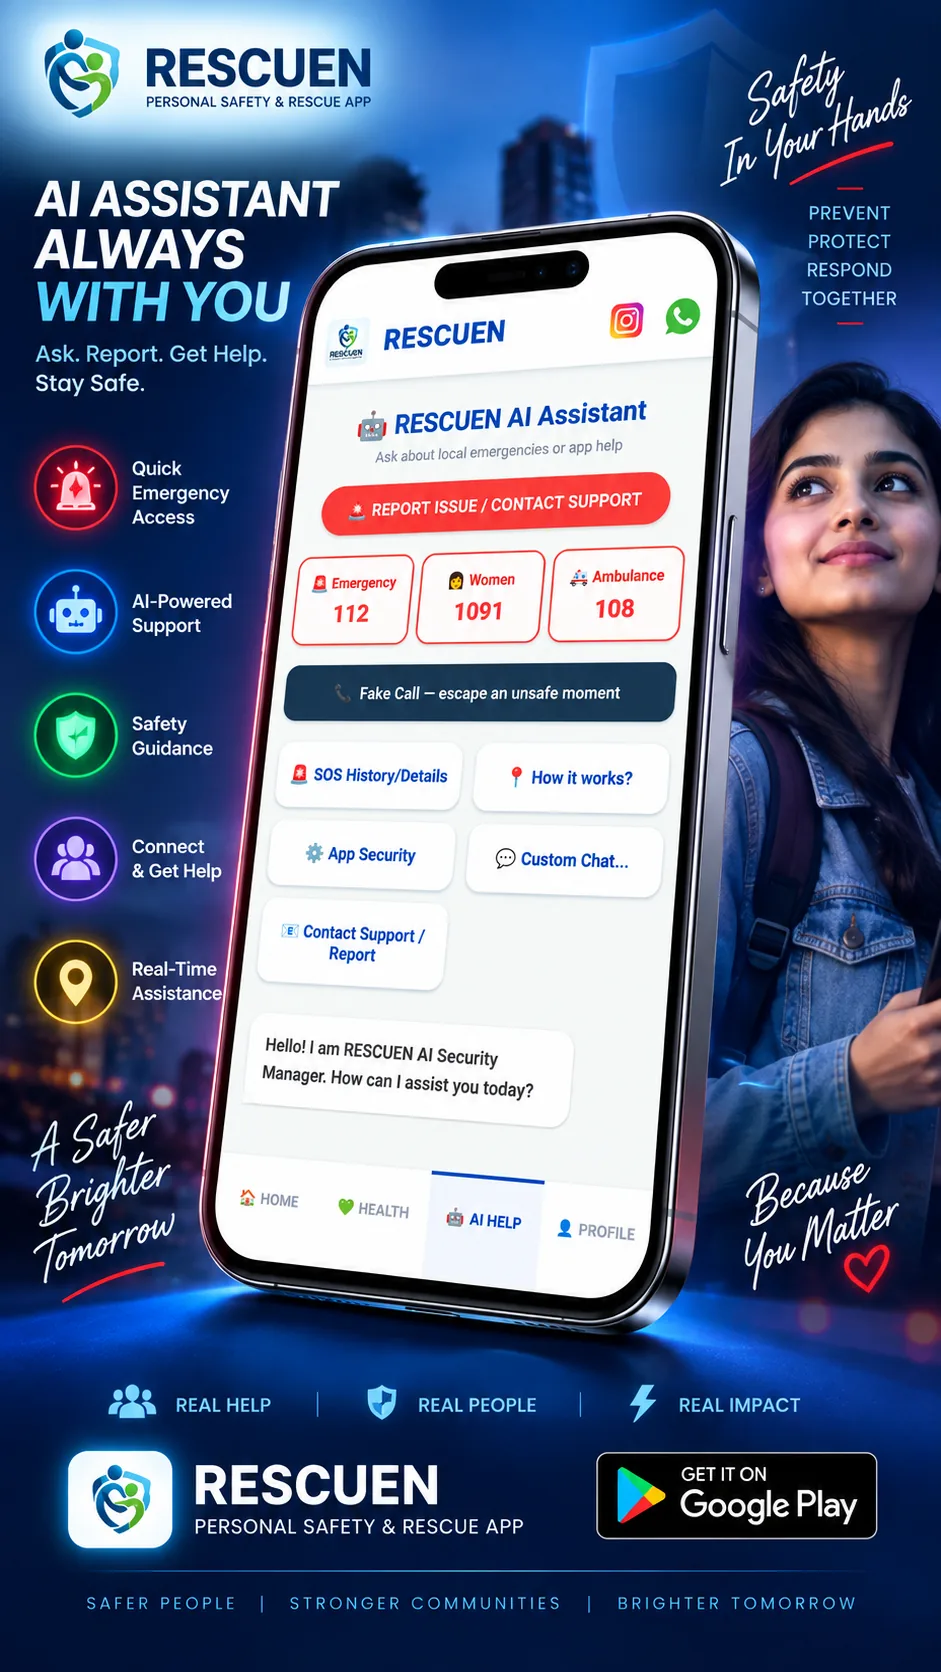 RESCUEN
PERSONAL SAFETY & RESCUE APP
Safety
In Your Hands
PREVENT
PROTECT
RESPOND
TOGETHER
AI ASSISTANT
ALWAYS
WITH YOU
Ask. Report. Get Help.
Stay Safe.
Quick
Emergency
Access
AI-Powered
Support
Safety
Guidance
Connect
& Get Help
Real-Time
Assistance
RESCUEN
RESCUEN
RESCUEN AI Assistant
Ask about local emergencies or app help
REPORT ISSUE / CONTACT SUPPORT
Emergency
112
Women
1091
Ambulance
108
Fake Call — escape an unsafe moment
SOS History/Details
How it works?
App Security
Custom Chat...
Contact Support /
Report
Hello! I am RESCUEN AI Security
Manager. How can I assist you today?
HOME
HEALTH
AI HELP
PROFILE
A Safer
Brighter
Tomorrow
Because
You Matter
REAL HELP | REAL PEOPLE | REAL IMPACT
RESCUEN
PERSONAL SAFETY & RESCUE APP
GET IT ON
Google Play
SAFER PEOPLE | STRONGER COMMUNITIES | BRIGHTER TOMORROW